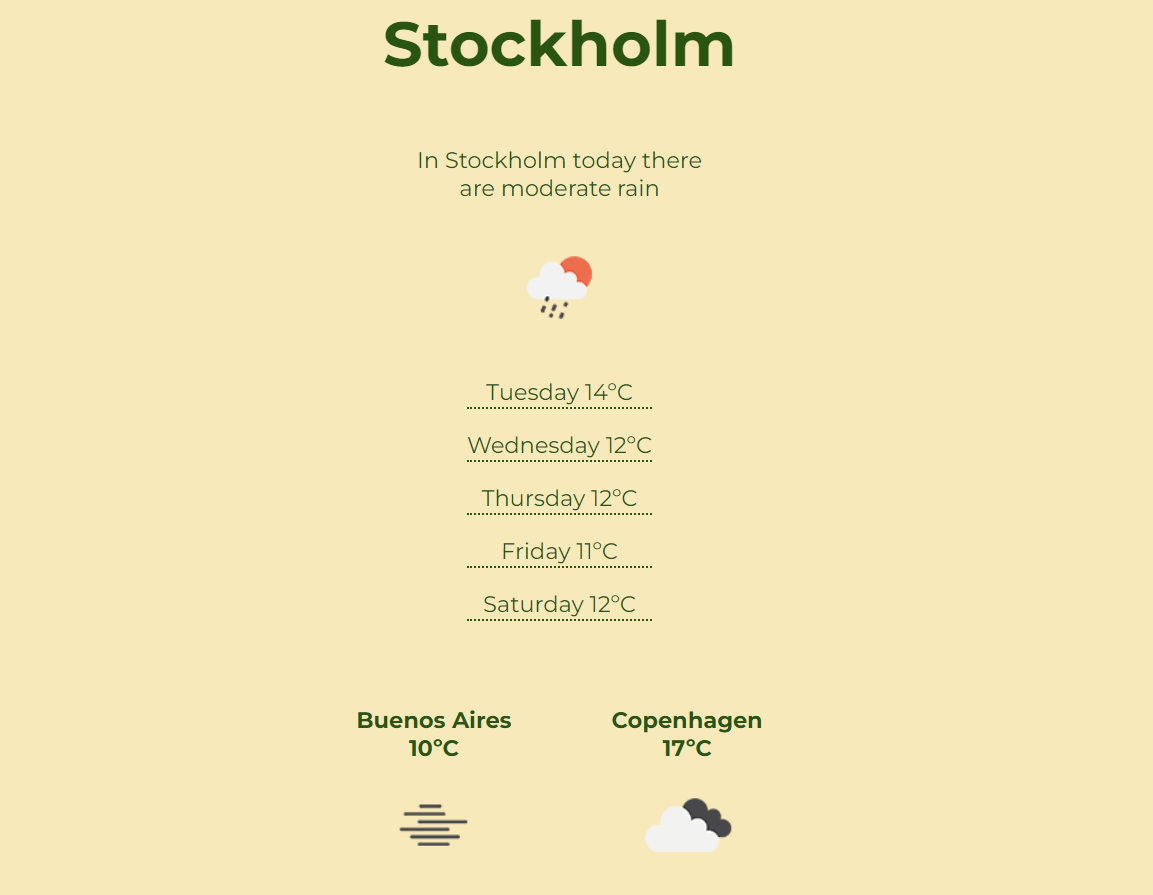 Stockholm
In Stockholm today there
are moderate rain
Tuesday 14°C
Wednesday 12°C
Thursday 12°C
Friday 11°C
Saturday 12°C
Buenos Aires
10°C
Copenhagen
17°C